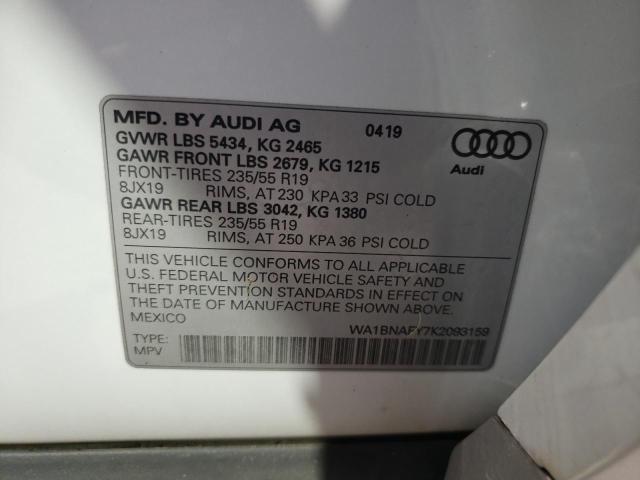 MFD. BY AUDI AG 0419
GVWR LBS 5434, KG 2465
GAWR FRONT LBS 2679, KG 1215
FRONT-TIRES 235/55 R19
8JX19 RIMS, AT 230 KPA 33 PSI COLD
GAWR REAR LBS 3042, KG 1380
REAR-TIRES 235/55 R19
8JX19 RIMS, AT 250 KPA 36 PSI COLD
Audi
THIS VEHICLE CONFORMS TO ALL APPLICABLE
U.S. FEDERAL MOTOR VEHICLE SAFETY AND
THEFT PREVENTION STANDARDS IN EFFECT ON
THE DATE OF MANUFACTURE SHOWN ABOVE.
MEXICO
WA1BNAFY7K2093159
TYPE:
MPV